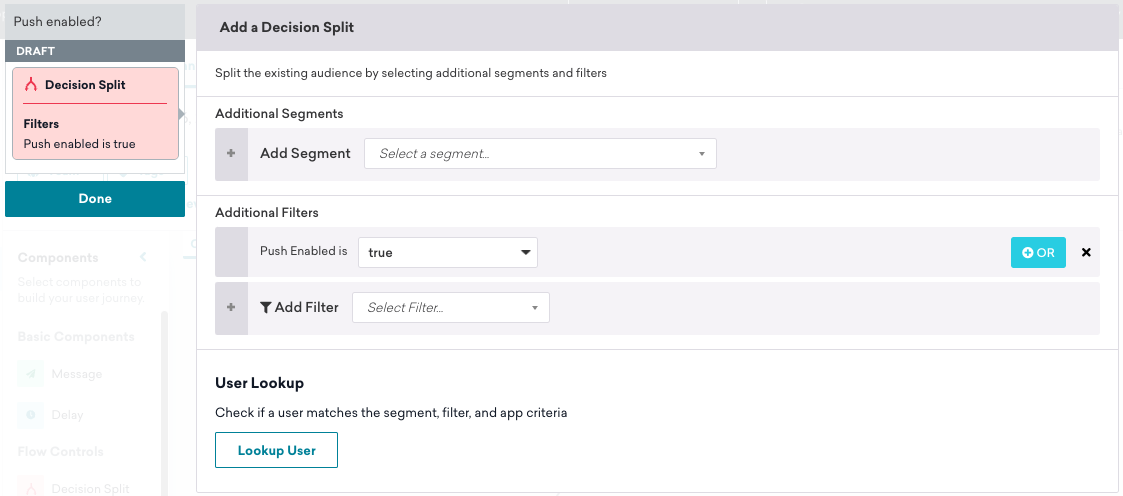 Push enabled?
DRAFT
Decision Split
Filters
Push enabled is true
Done
Components
Select components to
build your user journey.
Basic Components
Message
Delay
Flow Controls
Decision Split
Add a Decision Split
Split the existing audience by selecting additional segments and filters
Additional Segments
+ Add Segment Select a segment...
Additional Filters
Push Enabled is true OR
+ Add Filter Select Filter...
User Lookup
Check if a user matches the segment, filter, and app criteria
Lookup User